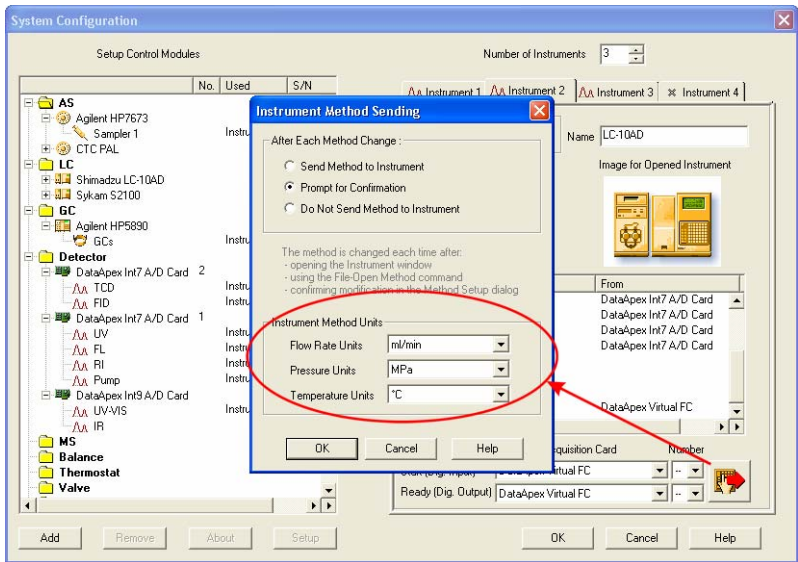 System Configuration
Setup Control Modules
Number of Instruments 3
No. Used S/N
AS
Agilent HP7673
Sampler 1 Instru
CTC PAL
LC
Shimadzu LC-10AD
Sykam S2100
GC
Agilent HP5890
GCs Instru
Detector
DataApex Int7 A/D Card 2
TCD Instru
FID Instru
DataApex Int7 A/D Card 1
UV Instru
FL Instru
RI Instru
Pump Instru
DataApex Int9 A/D Card
UV-VIS Instru
IR
MS
Balance
Thermostat
Valve
Add Remove About Setup
Instrument 1 Instrument 2 Instrument 3 Instrument 4
Name LC-10AD
Image for Opened Instrument
From
DataApex Int7 A/D Card
DataApex Int7 A/D Card
DataApex Int7 A/D Card
DataApex Int7 A/D Card
DataApex Virtual FC
Number
Virtual FC --
Ready (Dig. Output) DataApex Virtual FC --
OK Cancel Help
Instrument Method Sending
After Each Method Change :
Send Method to Instrument
Prompt for Confirmation
Do Not Send Method to Instrument
The method is changed each time after:
- opening the Instrument window
- using the File-Open Method command
- confirming modification in the Method Setup dialog
Instrument Method Units
Flow Rate Units ml/min
Pressure Units MPa
Temperature Units °C
OK Cancel Help